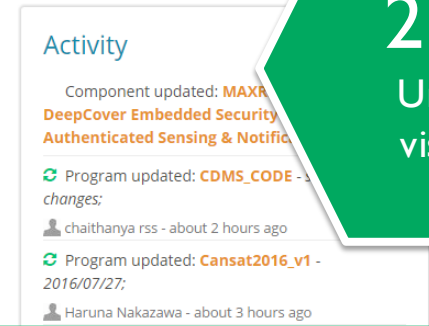 Activity
2
Component updated: MAXR
DeepCover Embedded Security
Authenticated Sensing & Notific
Program updated: CDMS_CODE -
changes;
chaithanya rss - about 2 hours ago
Program updated: Cansat2016_v1 -
2016/07/27;
Haruna Nakazawa - about 3 hours ago